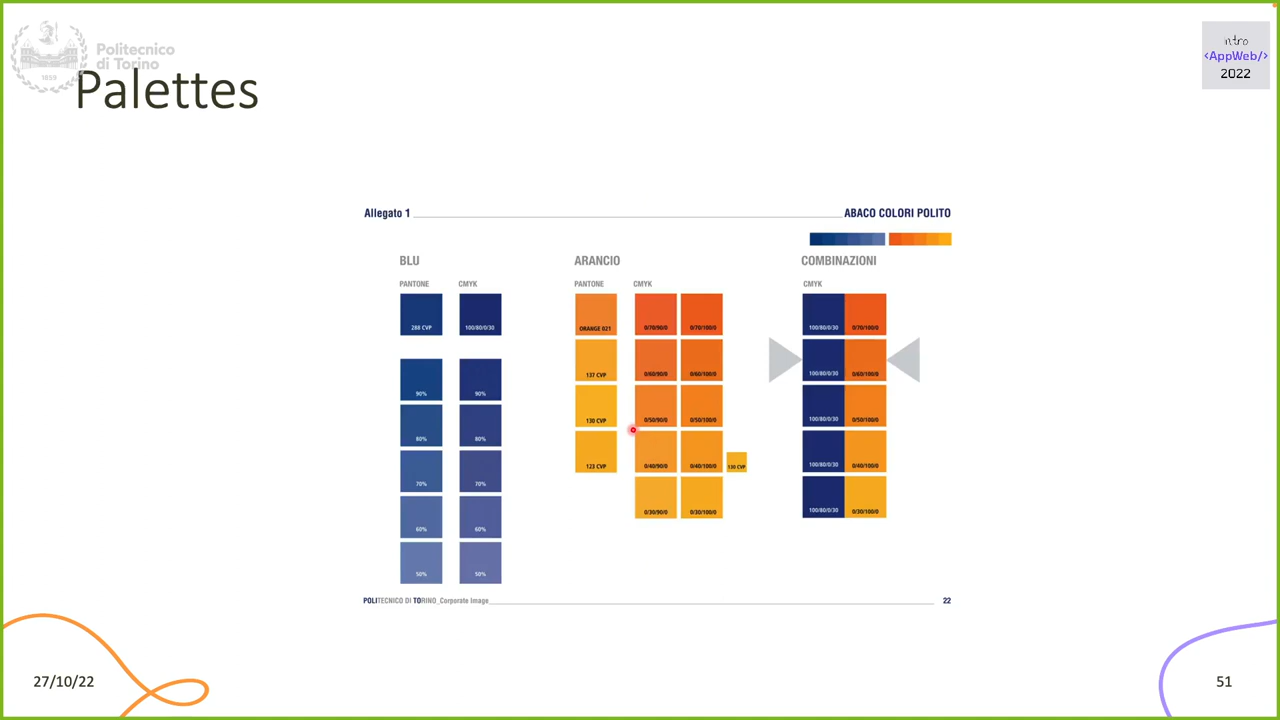 Politecnico
di Torino
1859
Palettes
intro
<AppWeb/>
2022
Allegato 1
ABACO COLORI POLITO
BLU
ARANCIO
COMBINAZIONI
PANTONE
CMYK
PANTONE
CMYK
CMYK
288 CVP
100/80/0/30
ORANGE 021
0/70/90/0
0/70/100/0
100/80/0/30
0/70/100/0
137 CVP
0/60/90/0
0/60/100/0
100/80/0/30
0/60/100/0
90%
90%
130 CVP
0/50/90/0
0/50/100/0
100/80/0/30
0/50/100/0
80%
80%
123 CVP
0/40/90/0
0/40/100/0
130 CVP
100/80/0/30
0/40/100/0
70%
70%
0/30/90/0
0/30/100/0
100/80/0/30
0/30/100/0
60%
60%
50%
50%
POLITECNICO DI TORINO_Corporate Image
22
27/10/22
51